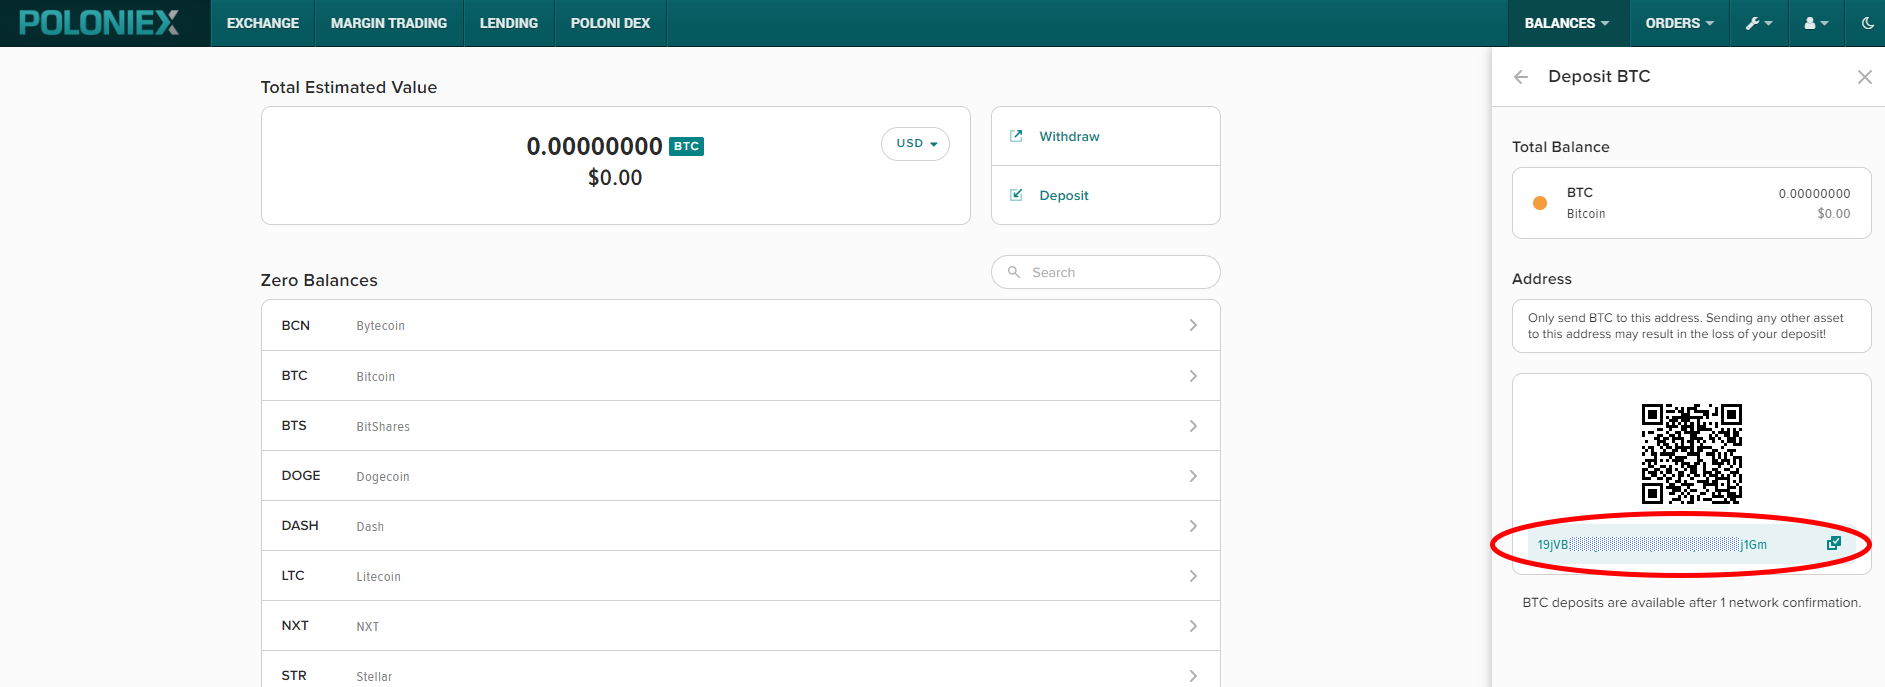 POLONIEX EXCHANGE MARGIN TRADING LENDING POLONI DEX BALANCES ORDERS
Total Estimated Value
0.00000000 BTC
$0.00
USD
Withdraw
Deposit
Zero Balances
Search
BCN Bytecoin
BTC Bitcoin
BTS BitShares
DOGE Dogecoin
DASH Dash
LTC Litecoin
NXT NXT
STR Stellar
Deposit BTC
Total Balance
BTC 0.00000000
Bitcoin $0.00
Address
Only send BTC to this address. Sending any other asset
to this address may result in the loss of your deposit!
19jVB j1Gm
BTC deposits are available after 1 network confirmation.